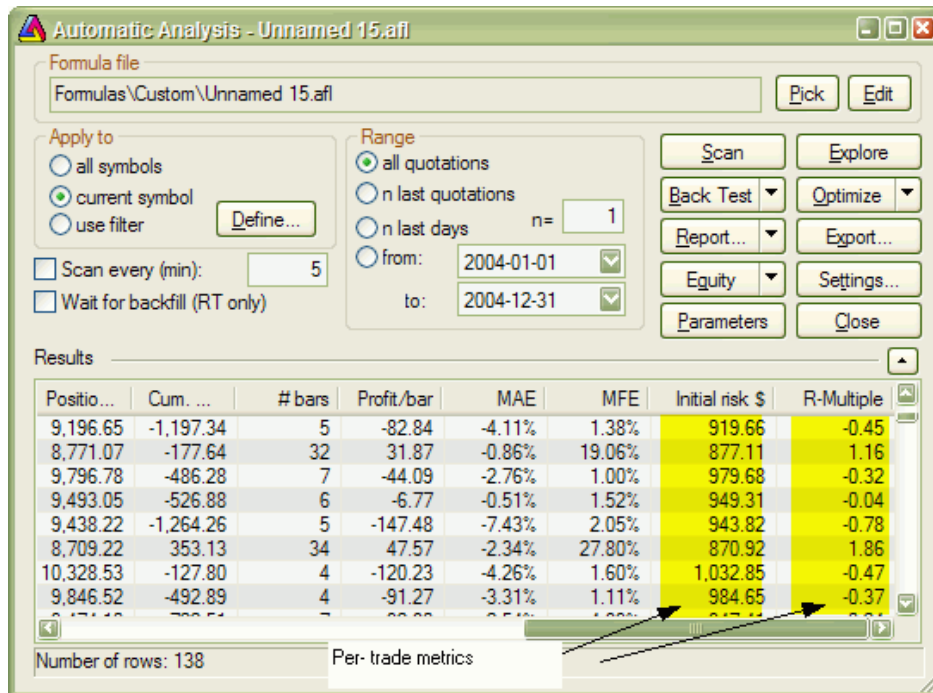 Automatic Analysis - Unnamed 15.afl
Formula file
Formulas\Custom\Unnamed 15.afl
Pick
Edit
Apply to
all symbols
current symbol
use filter
Define...
Scan every (min):
5
Wait for backfill (RT only)
Range
all quotations
n last quotations
n last days
n=
1
from:
2004-01-01
to:
2004-12-31
Scan
Explore
Back Test
Optimize
Report...
Export...
Equity
Settings...
Parameters
Close
Results
Positio... Cum. ... # bars Profit/bar MAE MFE Initial risk $ R-Multiple
9,196.65 -1,197.34 5 -82.84 -4.11% 1.38% 919.66 -0.45
8,771.07 -177.64 32 31.87 -0.86% 19.06% 877.11 1.16
9,796.78 -486.28 7 -44.09 -2.76% 1.00% 979.68 -0.32
9,493.05 -526.88 6 -6.77 -0.51% 1.52% 949.31 -0.04
9,438.22 -1,264.26 5 -147.48 -7.43% 2.05% 943.82 -0.78
8,709.22 353.13 34 47.57 -2.34% 27.80% 870.92 1.86
10,328.53 -127.80 4 -120.23 -4.26% 1.60% 1,032.85 -0.47
9,846.52 -492.89 4 -91.27 -3.31% 1.11% 984.65 -0.37
Number of rows: 138
Per- trade metrics